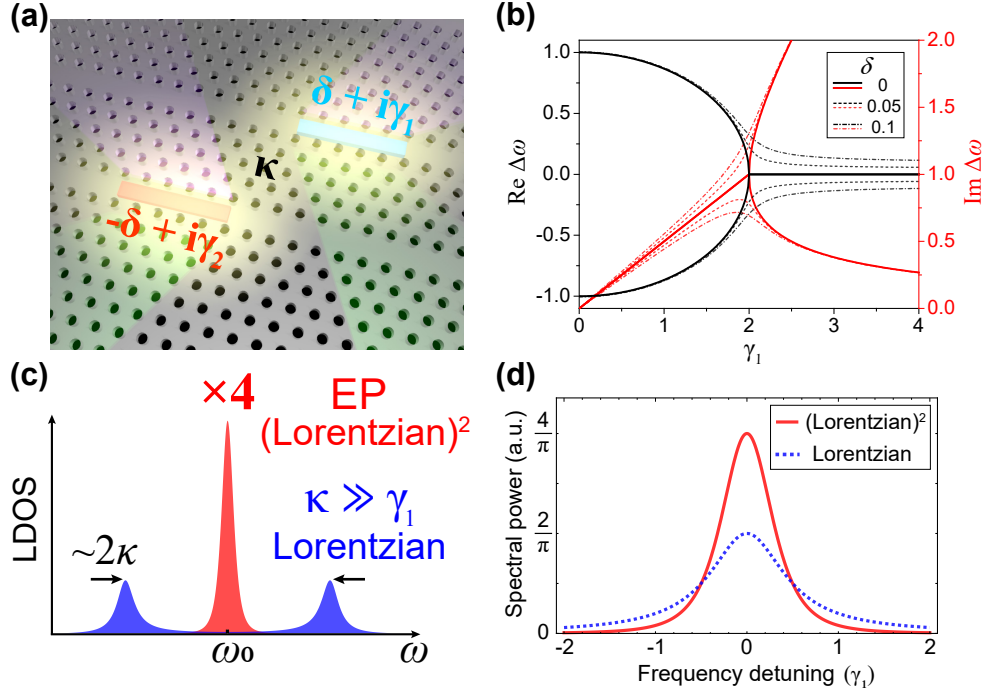 (a)
δ + iγ₁
κ
-δ + iγ₂
(b)
Re Δω
1.0
0.5
0.0
-0.5
-1.0
0
1
2
3
4
γ₁
δ
0
0.05
0.1
2.0
1.5
1.0
0.5
0.0
Im Δω
(c)
×4
EP
(Lorentzian)²
κ ≫ γ₁
Lorentzian
~2κ
LDOS
ω₀
ω
(d)
Spectral power (a.u.)
4/π
2/π
0
(Lorentzian)²
Lorentzian
-2
-1
0
1
2
Frequency detuning (γ₁)